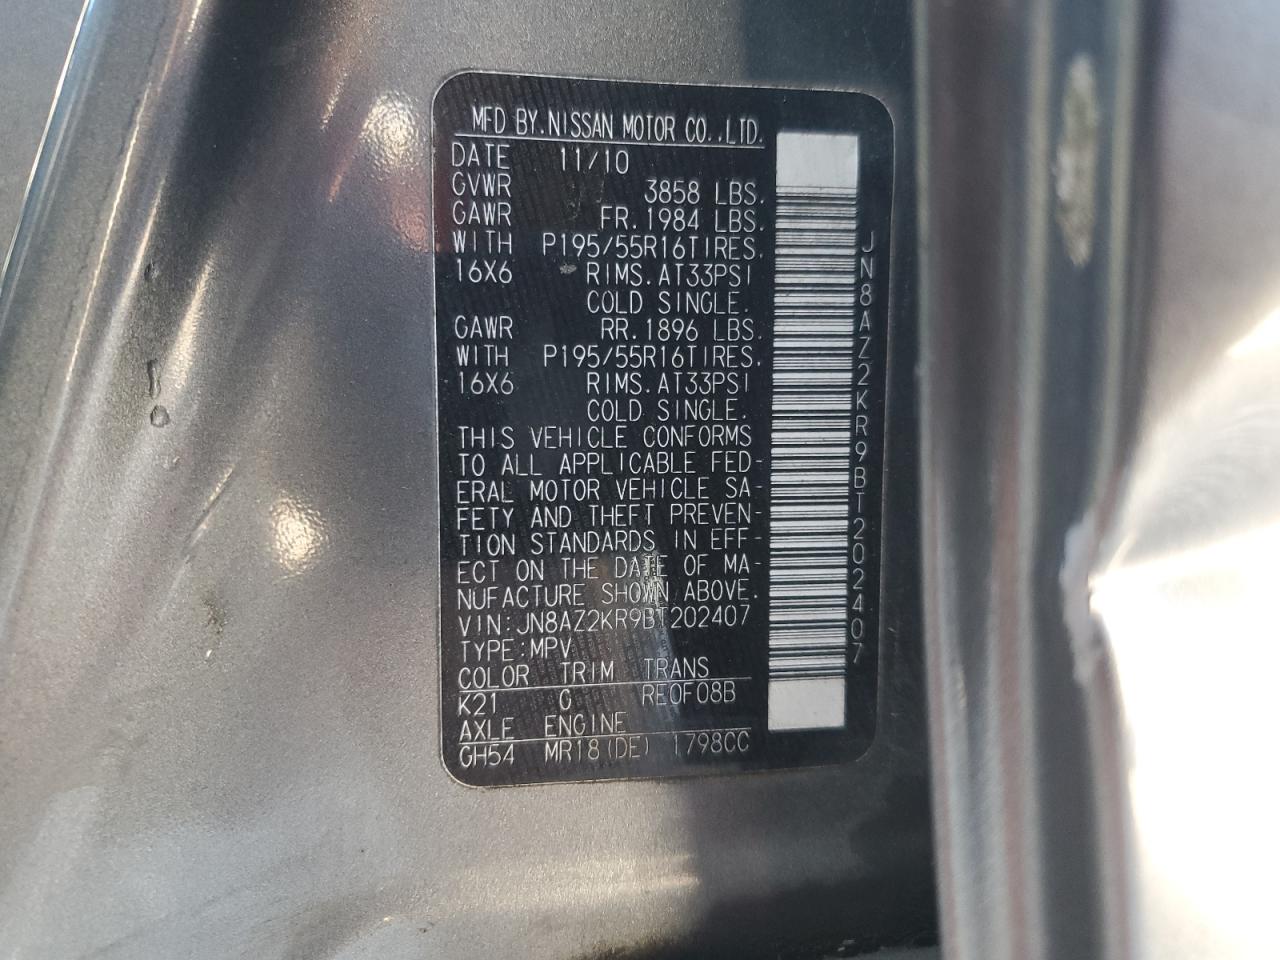 MFD BY.NISSAN MOTOR CO.,LTD.
DATE 11/10
GVWR 3858 LBS.
GAWR FR.1984 LBS.
WITH P195/55R16TIRES.
16X6 RIMS.AT33PSI
COLD SINGLE.
GAWR RR.1896 LBS.
WITH P195/55R16TIRES.
16X6 RIMS.AT33PSI
COLD SINGLE.
THIS VEHICLE CONFORMS
TO ALL APPLICABLE FED-
ERAL MOTOR VEHICLE SA-
FETY AND THEFT PREVEN-
TION STANDARDS IN EFF-
ECT ON THE DATE OF MA-
NUFACTURE SHOWN ABOVE.
VIN:JN8AZ2KR9BT202407
TYPE:MPV
COLOR TRIM TRANS
K21 G RE0F08B
AXLE ENGINE
GH54 MR18(DE) 1798CC
JN8AZ2KR9BT202407